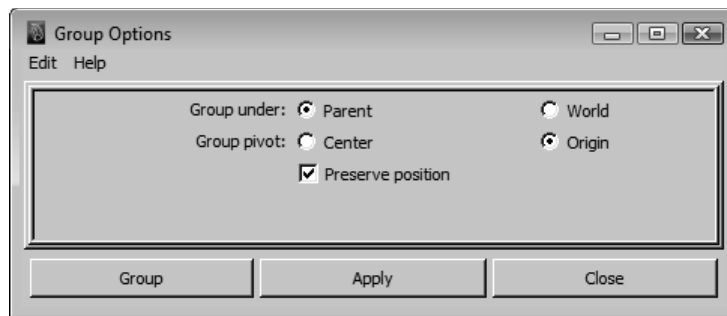 Group Options
Edit Help
Group under: Parent World
Group pivot: Center Origin
Preserve position
Group Apply Close